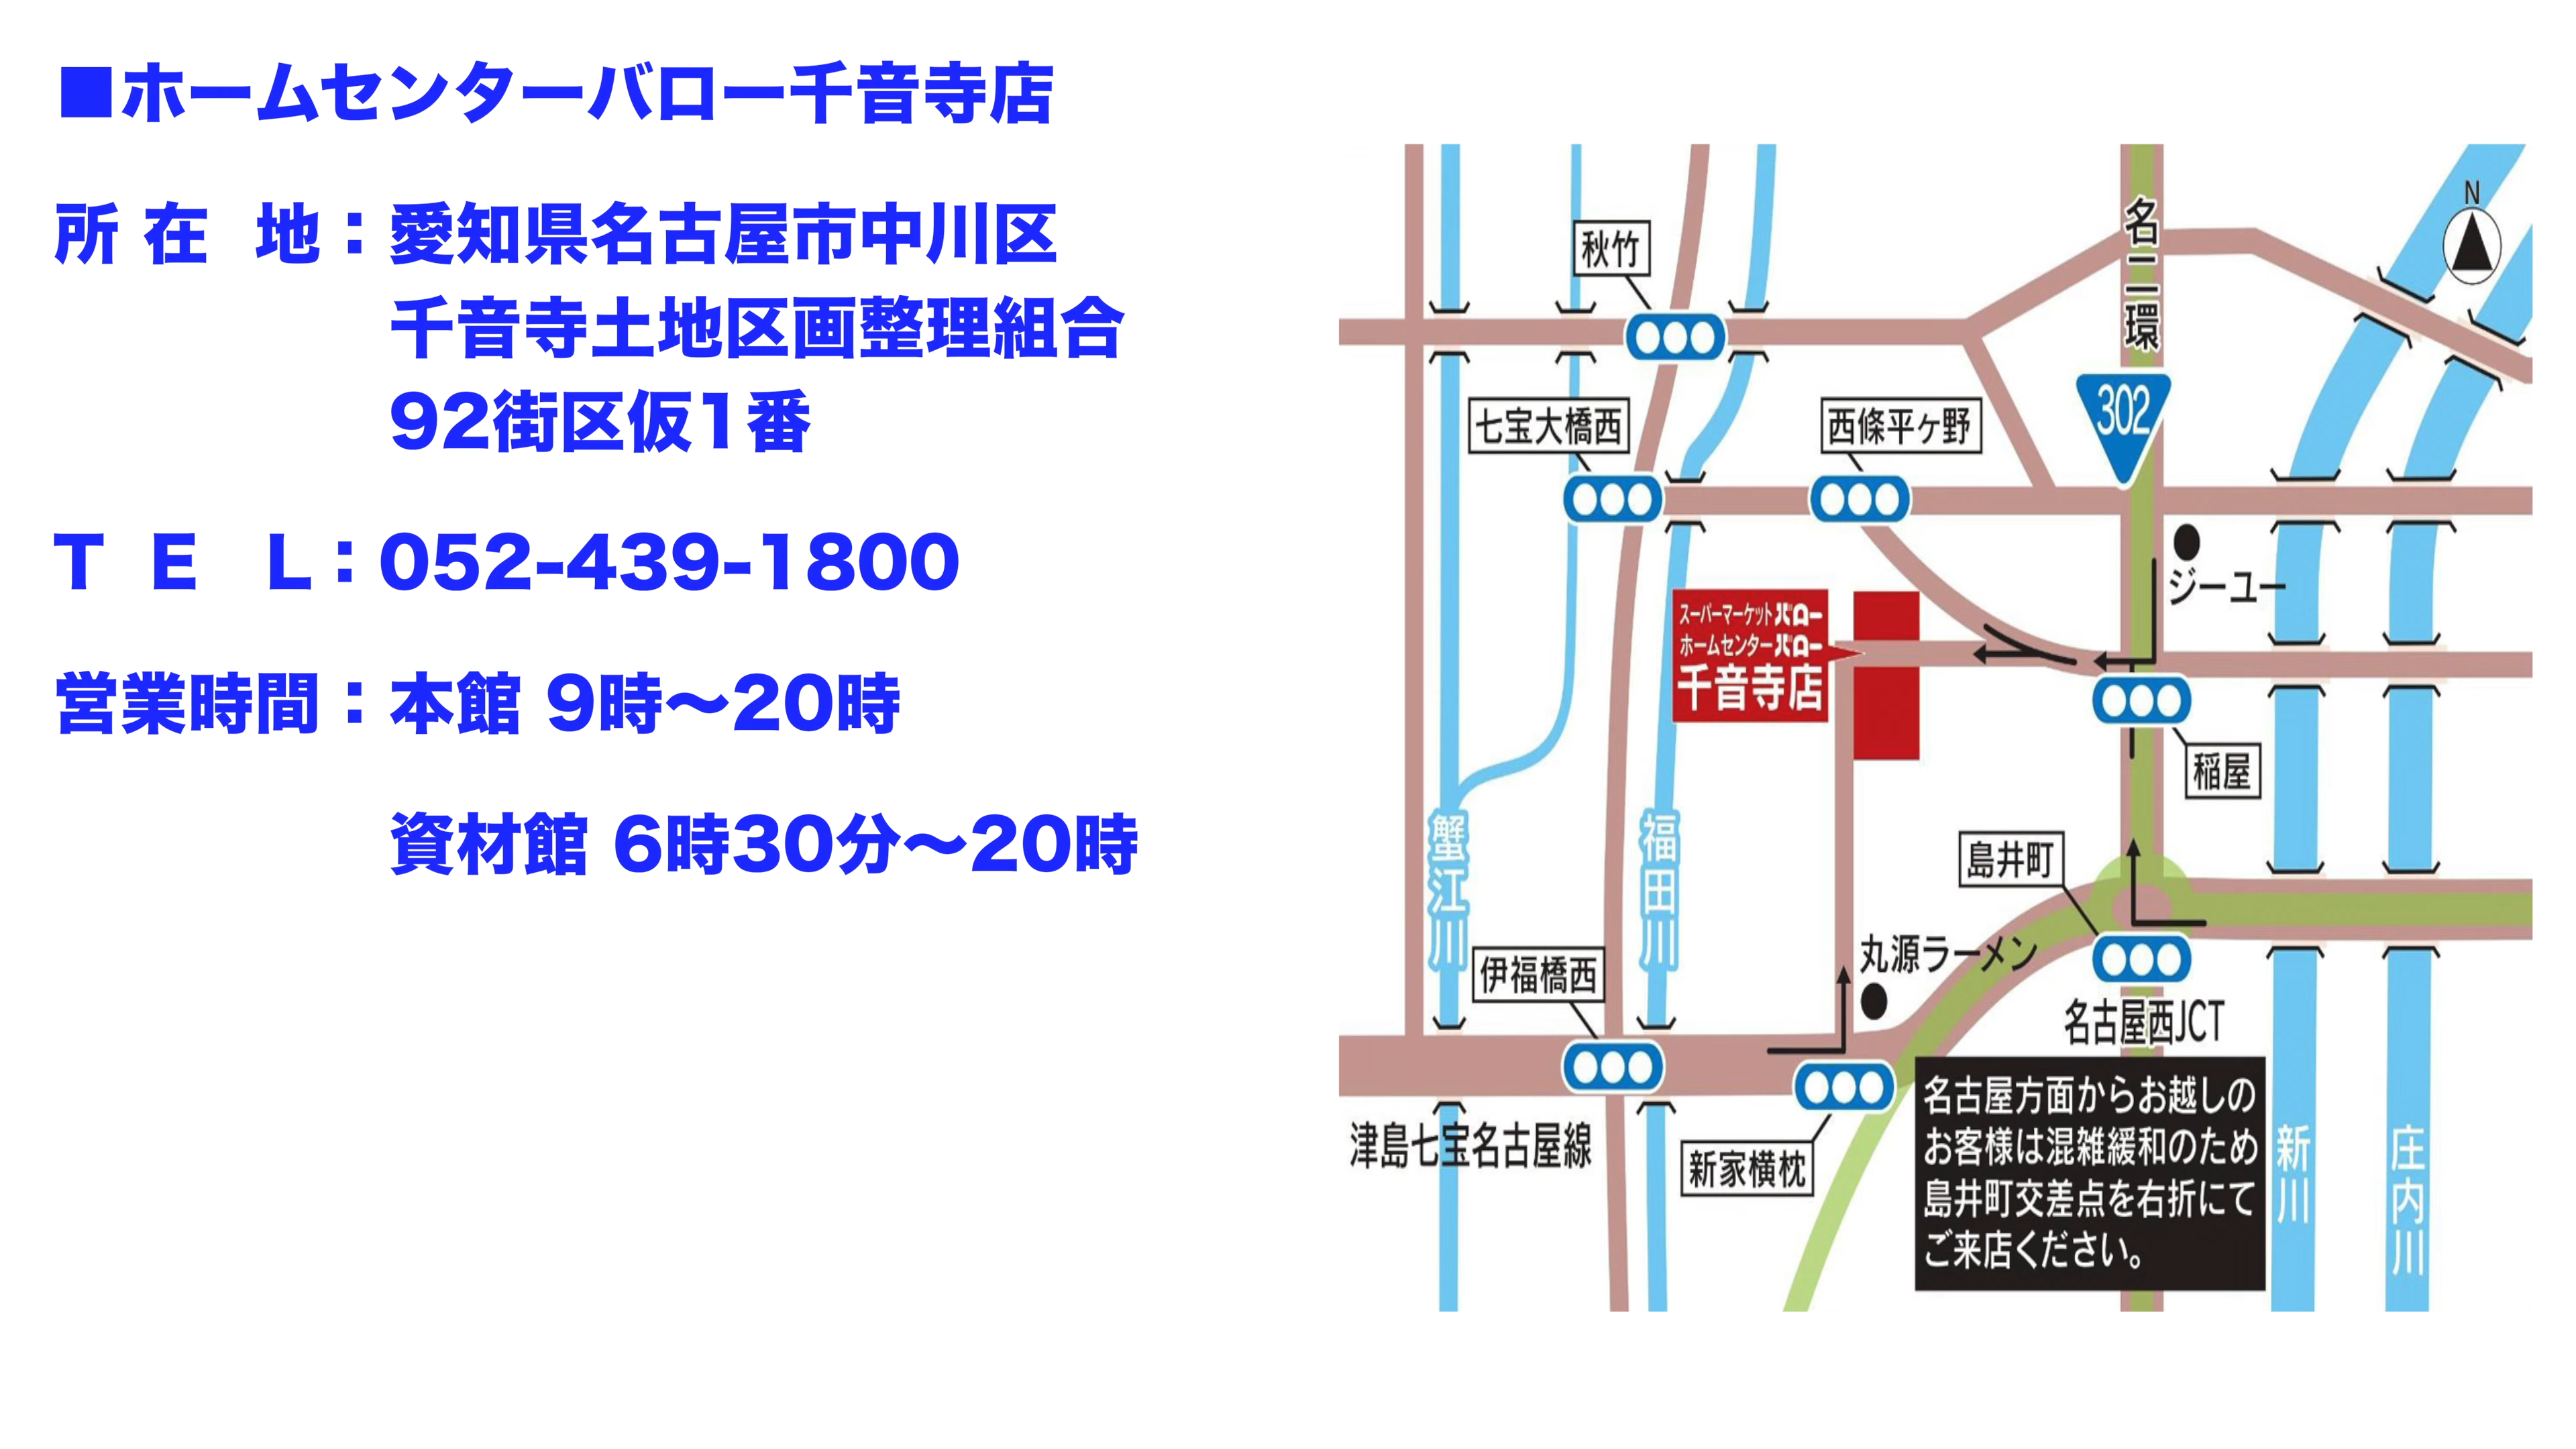 ■ホームセンターバロー千音寺店
所在地：愛知県名古屋市中川区
千音寺土地区画整理組合
92街区仮1番
TEL：052-439-1800
営業時間：本館 9時〜20時
資材館 6時30分〜20時
N
名二環
秋竹
302
七宝大橋西
西條平ヶ野
ジーユー
スーパーマーケットバロー
ホームセンターバロー
千音寺店
稲屋
蟹江川
福田川
島井町
丸源ラーメン
伊福橋西
名古屋西JCT
津島七宝名古屋線
新家横枕
名古屋方面からお越しの
お客様は混雑緩和のため
島井町交差点を右折にて
ご来店ください。
新川
庄内川